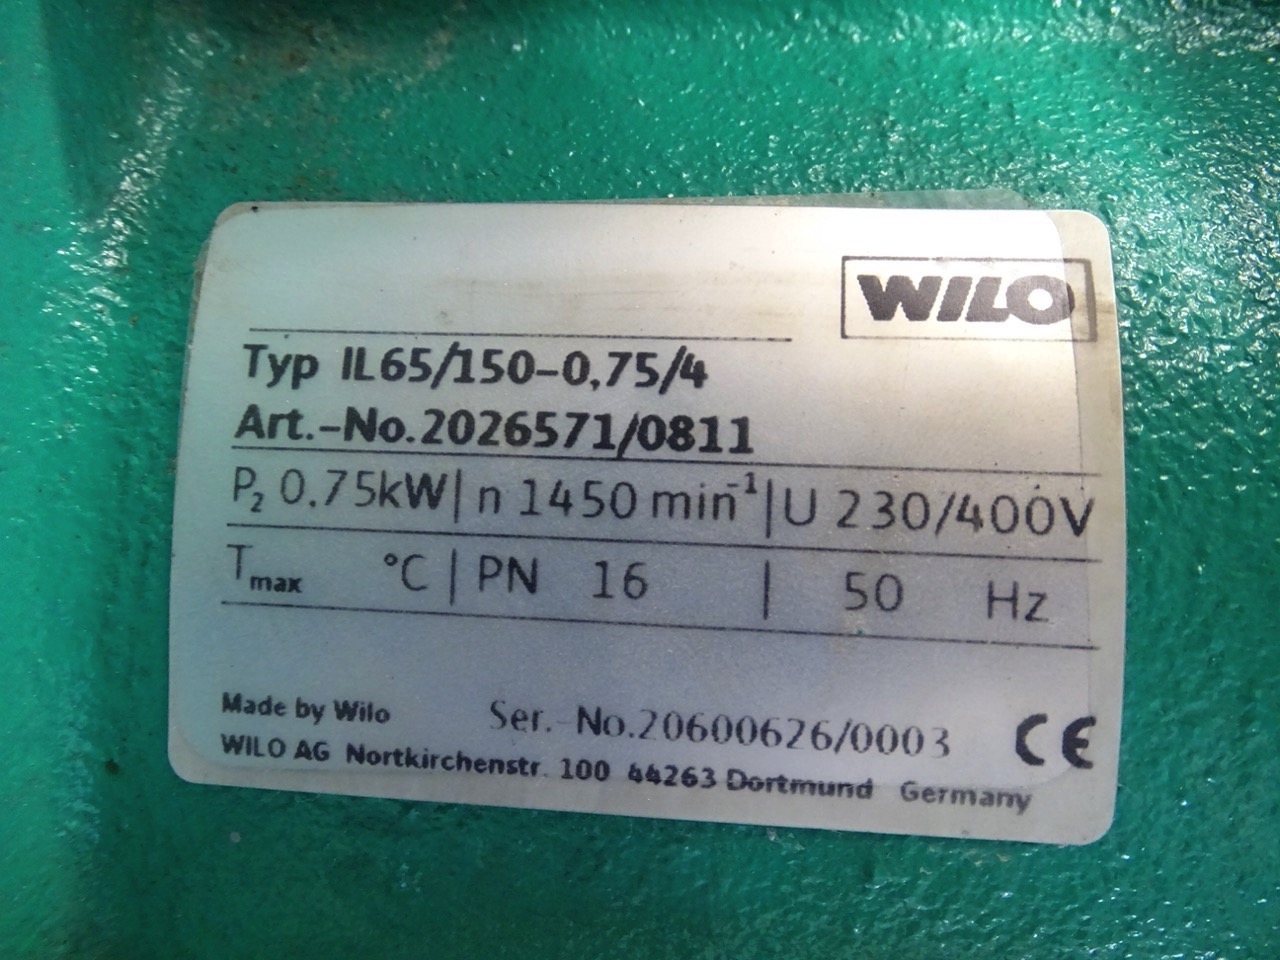 WILO
Typ IL65/150-0,75/4
Art.-No.2026571/0811
P₂ 0.75kW | n 1450 min⁻¹ | U 230/400V
Tmax °C | PN 16 | 50 Hz
Made by Wilo Ser.-No.20600626/0003 CE
WILO AG Nortkirchenstr. 100 44263 Dortmund Germany